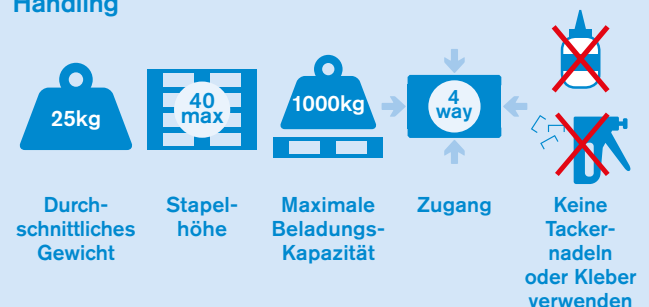 Handling
25kg
40
max
1000kg
4
way
Durch-
schnittliches
Gewicht
Stapel-
höhe
Maximale
Beladungs-
Kapazität
Zugang
Keine
Tacker-
nadeln
oder Kleber
verwenden